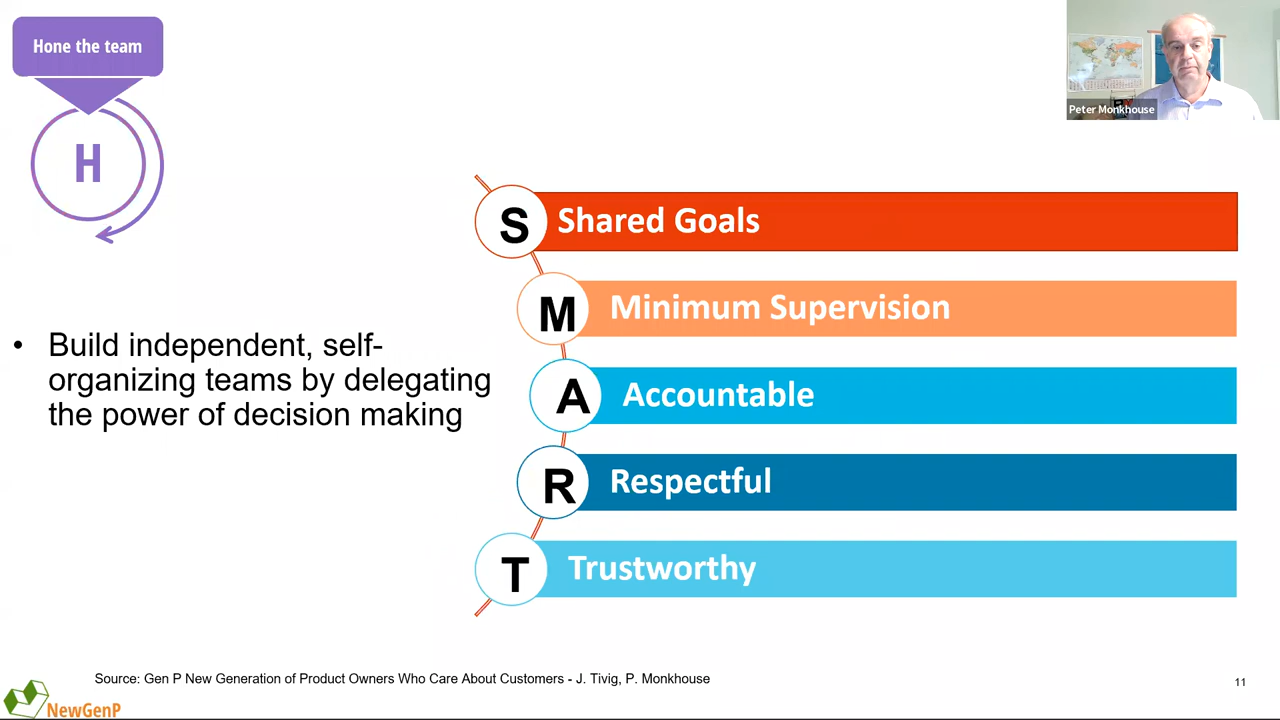 Hone the team
H
Peter Monkhouse
S Shared Goals
M Minimum Supervision
A Accountable
R Respectful
T Trustworthy
• Build independent, self-
organizing teams by delegating
the power of decision making
Source: Gen P New Generation of Product Owners Who Care About Customers - J. Tivig, P. Monkhouse
11
NewGenP